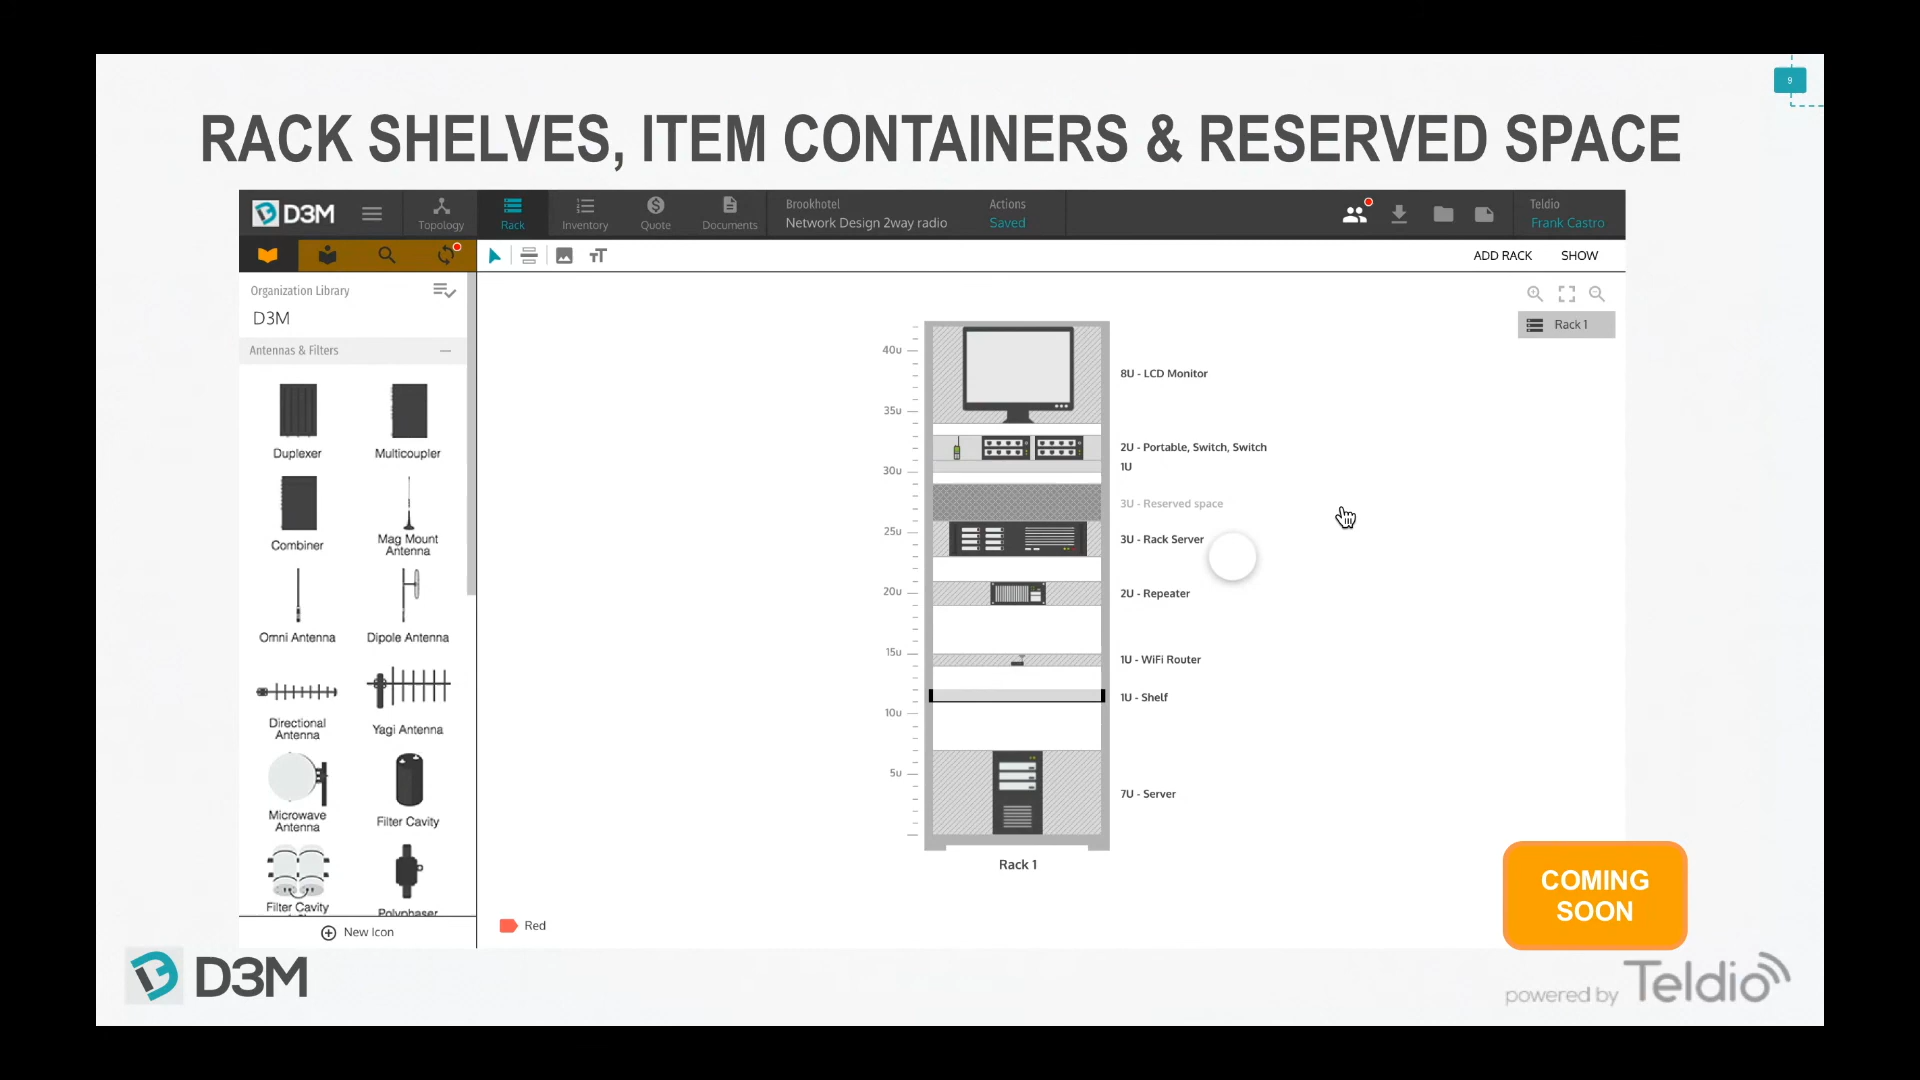 9
RACK SHELVES, ITEM CONTAINERS & RESERVED SPACE
D3M
Topology
Rack
Inventory
Quote
Documents
Brookhotel
Network Design 2way radio
Actions
Saved
Teldio
Frank Castro
ADD RACK
SHOW
Organization Library
D3M
Antennas & Filters
Duplexer
Multicoupler
Combiner
Mag Mount
Antenna
Omni Antenna
Dipole Antenna
Directional
Antenna
Yagi Antenna
Microwave
Antenna
Filter Cavity
Filter Cavity
Polyphaser
New Icon
Rack 1
40u
35u
30u
25u
20u
15u
10u
5u
8U - LCD Monitor
2U - Portable, Switch, Switch
1U
3U - Reserved space
3U - Rack Server
2U - Repeater
1U - WiFi Router
1U - Shelf
7U - Server
Rack 1
Red
COMING
SOON
D3M
powered by Teldio